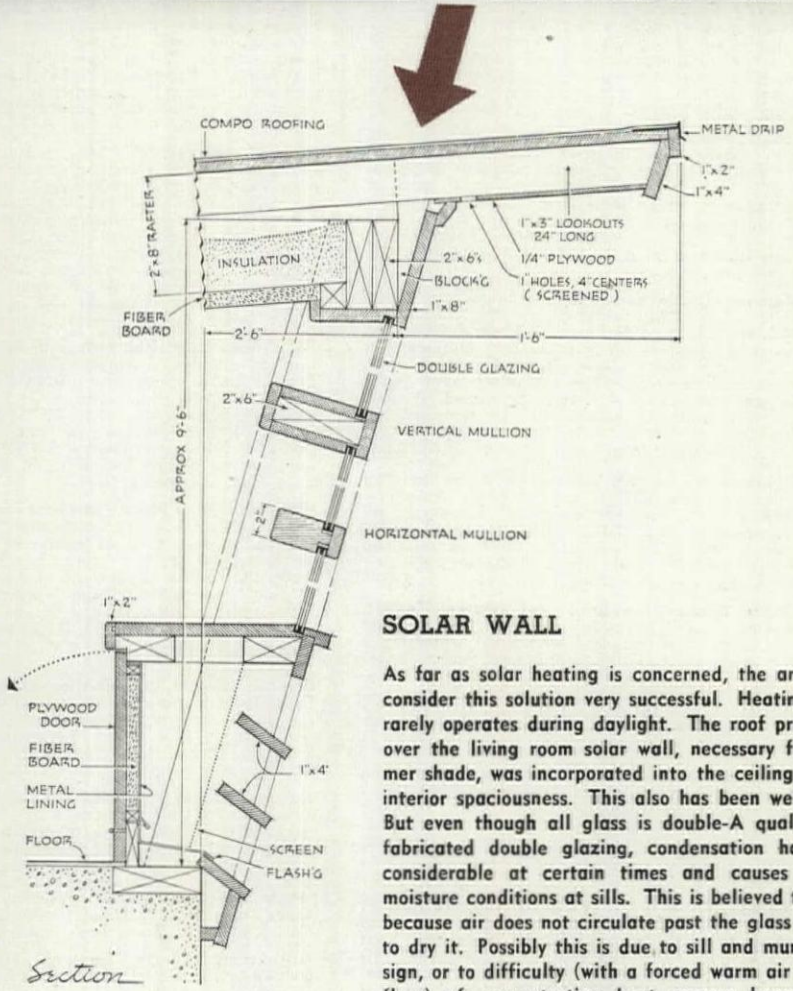 COMPO ROOFING
METAL DRIP
1"x2"
1"x4"
2"x8" RAFTER
INSULATION
1"x3" LOOKOUTS
24" LONG
1/4" PLYWOOD
1" HOLES, 4" CENTERS
( SCREENED )
2"x6's
BLOCK'G
1"x8"
FIBER
BOARD
2'-6"
1'-6"
DOUBLE GLAZING
2"x6"
VERTICAL MULLION
APPROX 9'-6"
2"
HORIZONTAL MULLION
1"x2"
PLYWOOD
DOOR
FIBER
BOARD
METAL
LINING
FLOOR
1"x4"
SCREEN
FLASH'G
Section
SOLAR WALL
As far as solar heating is concerned, the
consider this solution very successful.
rarely operates during daylight. The roof
over the living room solar wall, necessary
mer shade, was incorporated into the ceiling
interior spaciousness. This also has been
But even though all glass is double-A
fabricated double glazing, condensation
considerable at certain times and causes
moisture conditions at sills. This is believed
because air does not circulate past the glass
to dry it. Possibly this is due to sill and
sign, or to difficulty (with a forced warm air